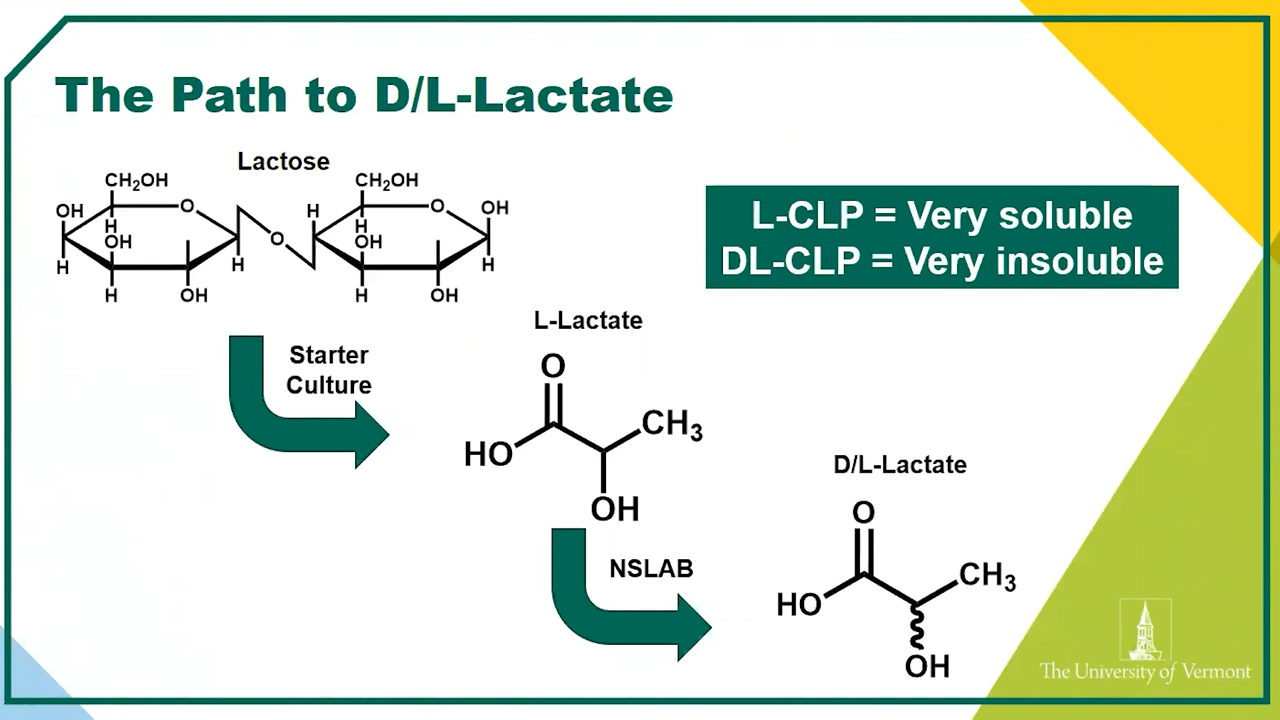 The Path to D/L-Lactate
Lactose
CH₂OH
CH₂OH
OH
O
H
OH
H
H
H
OH
O
H
H
OH
O
OH
H
H
OH
L-CLP = Very soluble
DL-CLP = Very insoluble
Starter
Culture
L-Lactate
O
HO
CH₃
OH
NSLAB
D/L-Lactate
O
HO
CH₃
OH
The University of Vermont